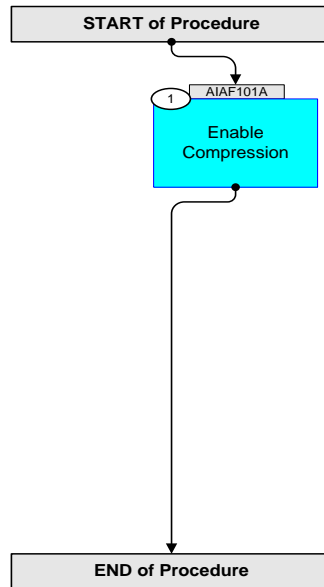 START of Procedure
AIAF101A
1
Enable
Compression
END of Procedure